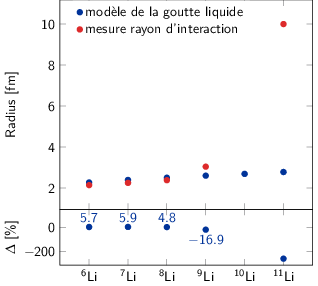 modèle de la goutte liquide
mesure rayon d'interaction
Radius [fm]
10
8
6
4
2
Δ [%]
0
−200
5.7 5.9 4.8
−16.9
⁶Li ⁷Li ⁸Li ⁹Li ¹⁰Li ¹¹Li